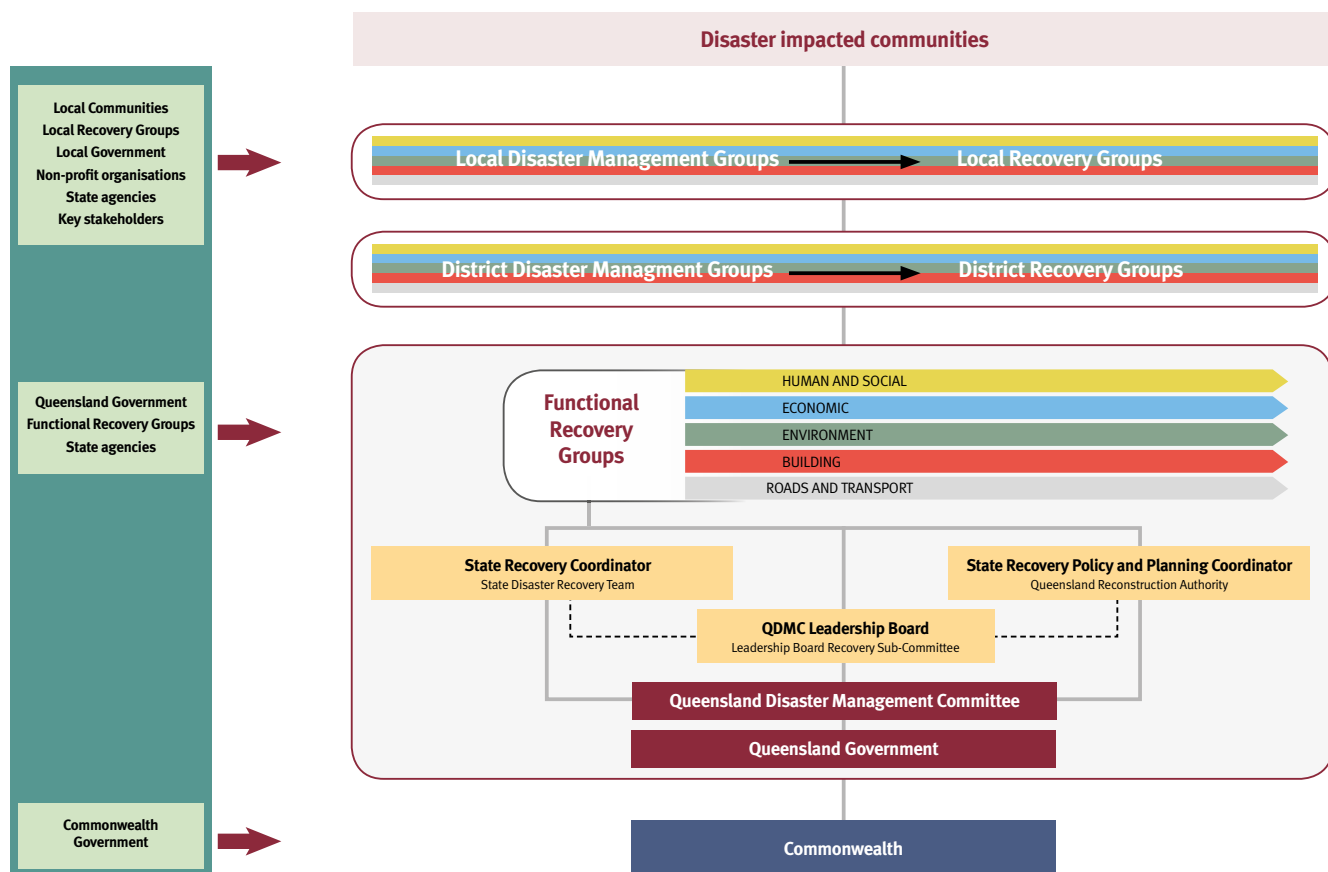 Disaster impacted communities
Local Communities
Local Recovery Groups
Local Government
Non-profit organisations
State agencies
Key stakeholders
Local Disaster Management Groups
Local Recovery Groups
District Disaster Managment Groups
District Recovery Groups
Queensland Government
Functional Recovery Groups
State agencies
Functional
Recovery
Groups
HUMAN AND SOCIAL
ECONOMIC
ENVIRONMENT
BUILDING
ROADS AND TRANSPORT
State Recovery Coordinator
State Disaster Recovery Team
State Recovery Policy and Planning Coordinator
Queensland Reconstruction Authority
QDMC Leadership Board
Leadership Board Recovery Sub-Committee
Queensland Disaster Management Committee
Queensland Government
Commonwealth
Government
Commonwealth